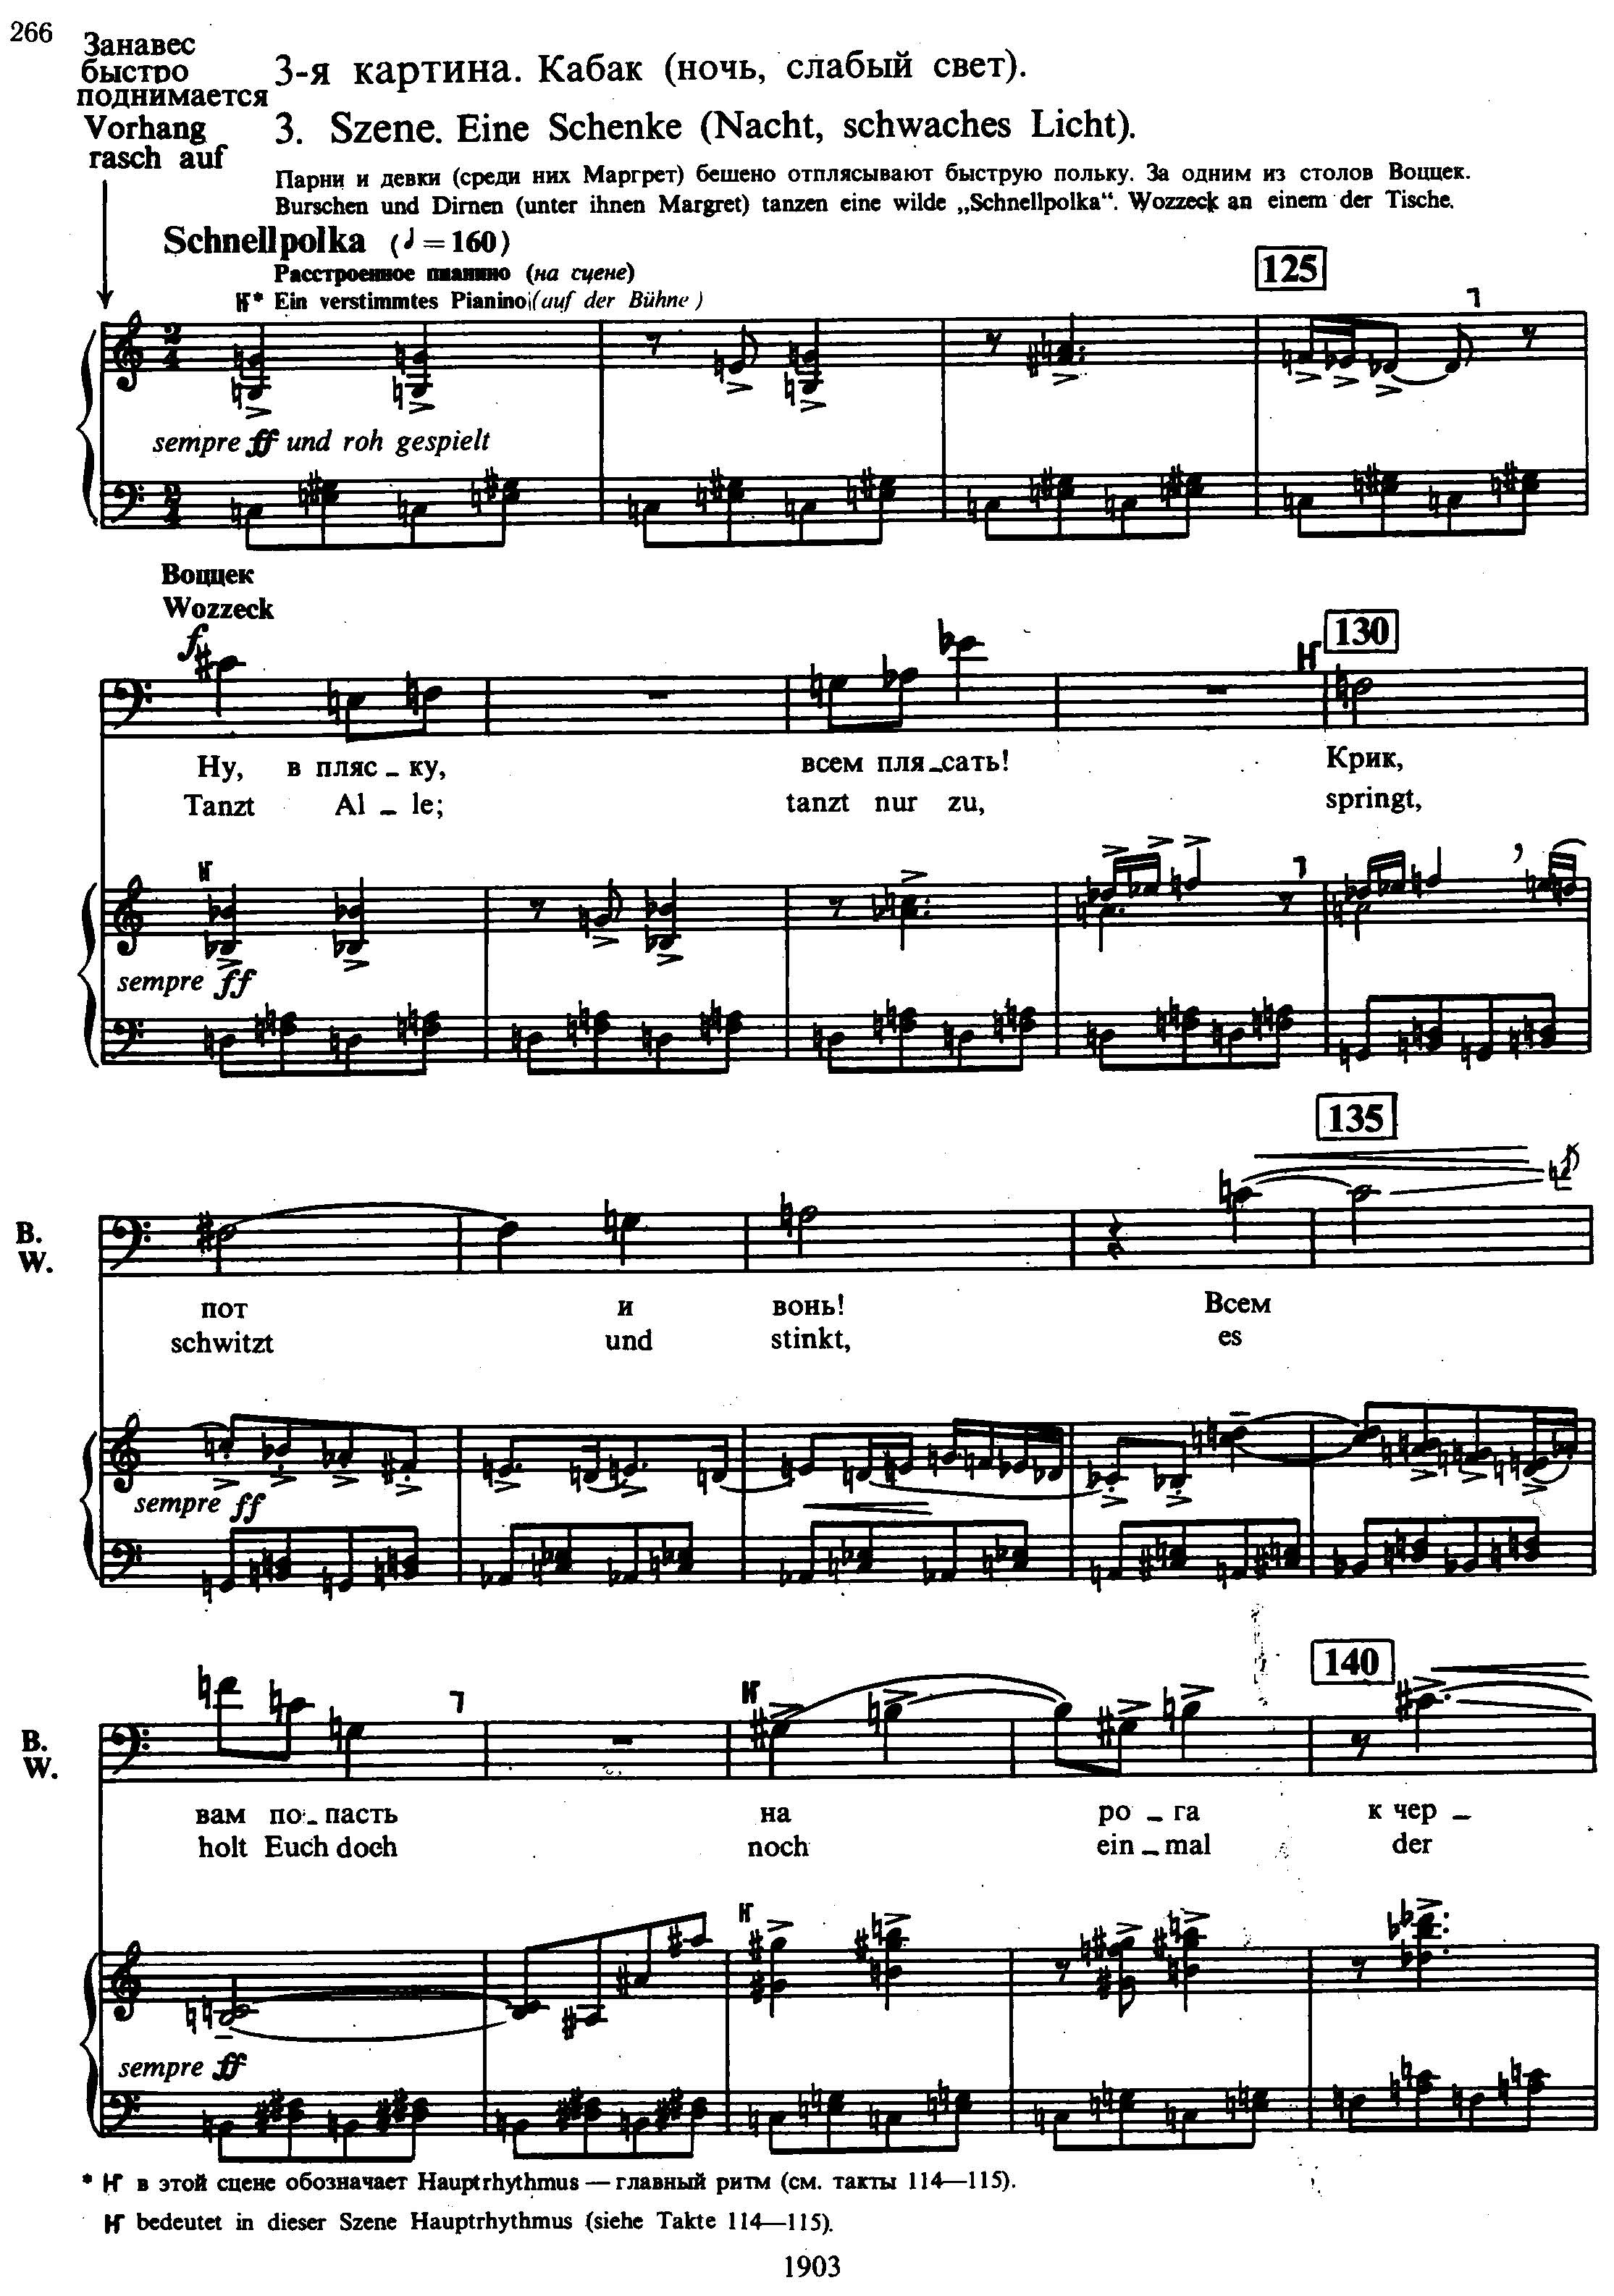 266
Занавес
быстро
поднимается
Vorhang
rasch auf
3-я картина. Кабак (ночь, слабый свет).
3. Szene. Eine Schenke (Nacht, schwaches Licht).
Парни и девки (среди них Маргрет) бешено отплясывают быструю польку. За одним из столов Воццек.
Burschen und Dirnen (unter ihnen Margret) tanzen eine wilde „Schnellpolka“. Wozzeck an einem der Tische.
Schnellpolka (♩=160)
Расстроенное пианино (на сцене)
H* Ein verstimmtes Pianino (auf der Bühne)
125
sempre ff und roh gespielt
Воццек
Wozzeck
f
130
H
Ну, в пляс - ку, всем пля-сать! Крик,
Tanzt Al - le; tanzt nur zu, springt,
H
sempre ff
135
В.
W.
пот и вонь! Всем
schwitzt und stinkt, es
sempre ff
140
H
В.
W.
вам по-пасть на ро - га к чер -
holt Euch doch noch ein - mal der
H
sempre ff
* H в этой сцене обозначает Hauptrhythmus — главный ритм (см. такты 114—115).
H bedeutet in dieser Szene Hauptrhythmus (siehe Takte 114—115).
1903